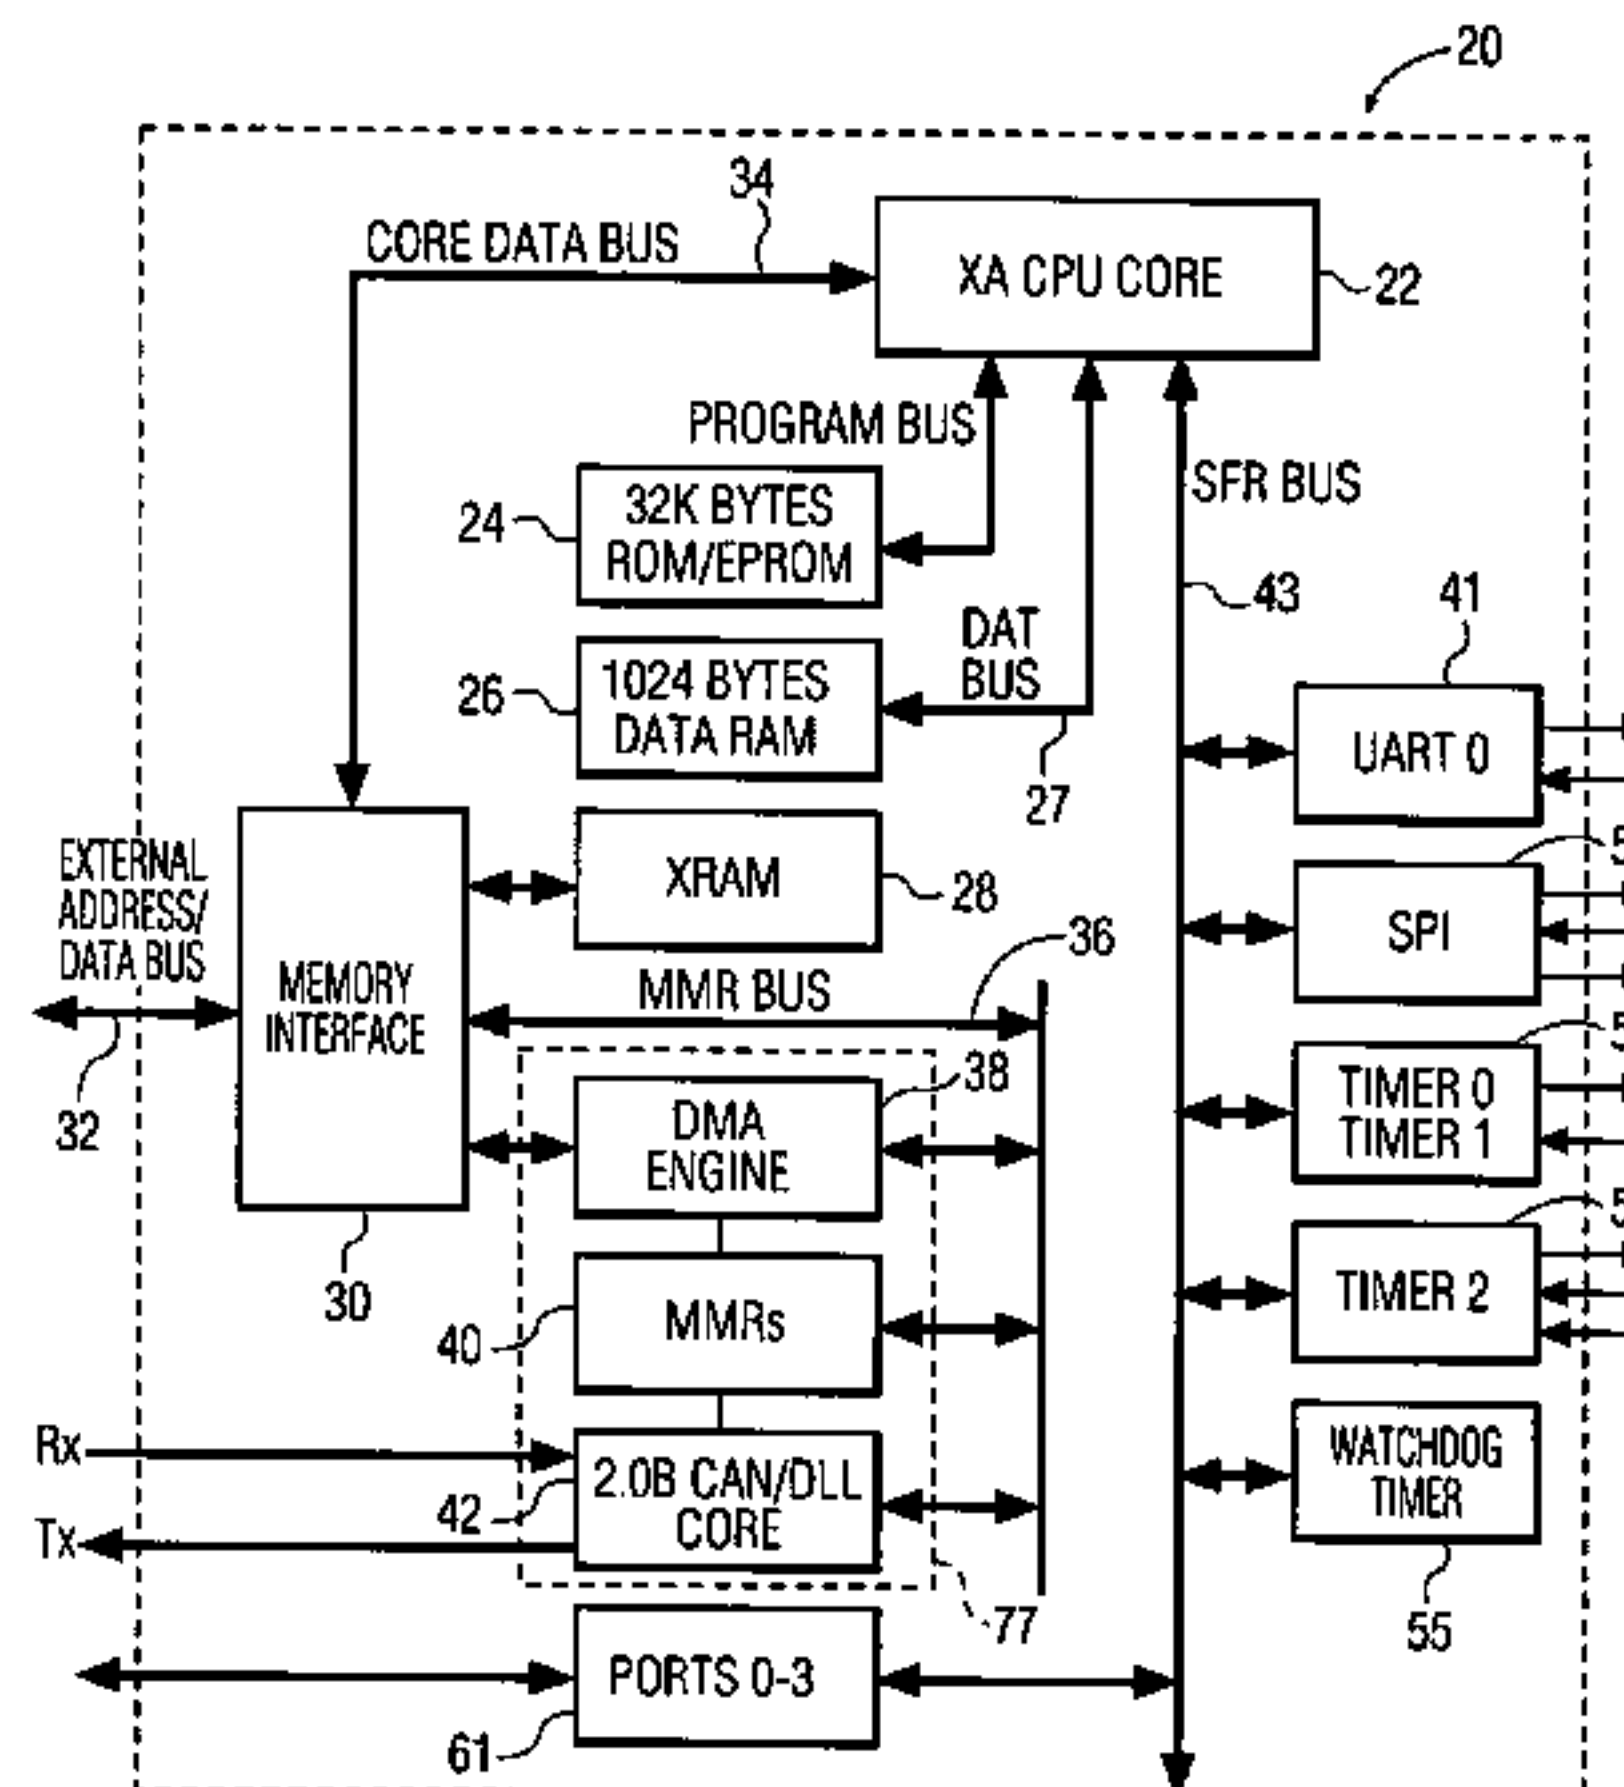 20
34
CORE DATA BUS
XA CPU CORE
22
PROGRAM BUS
SFR BUS
24
32K BYTES
ROM/EPROM
43
41
DAT
BUS
26
1024 BYTES
DATA RAM
27
UART 0
EXTERNAL
ADDRESS/
DATA BUS
XRAM
28
SPI
36
MEMORY
INTERFACE
MMR BUS
32
38
DMA
ENGINE
TIMER 0
TIMER 1
30
40
MMRs
TIMER 2
Rx
42
2.0B CAN/DLL
CORE
WATCHDOG
TIMER
Tx
77
55
PORTS 0-3
61